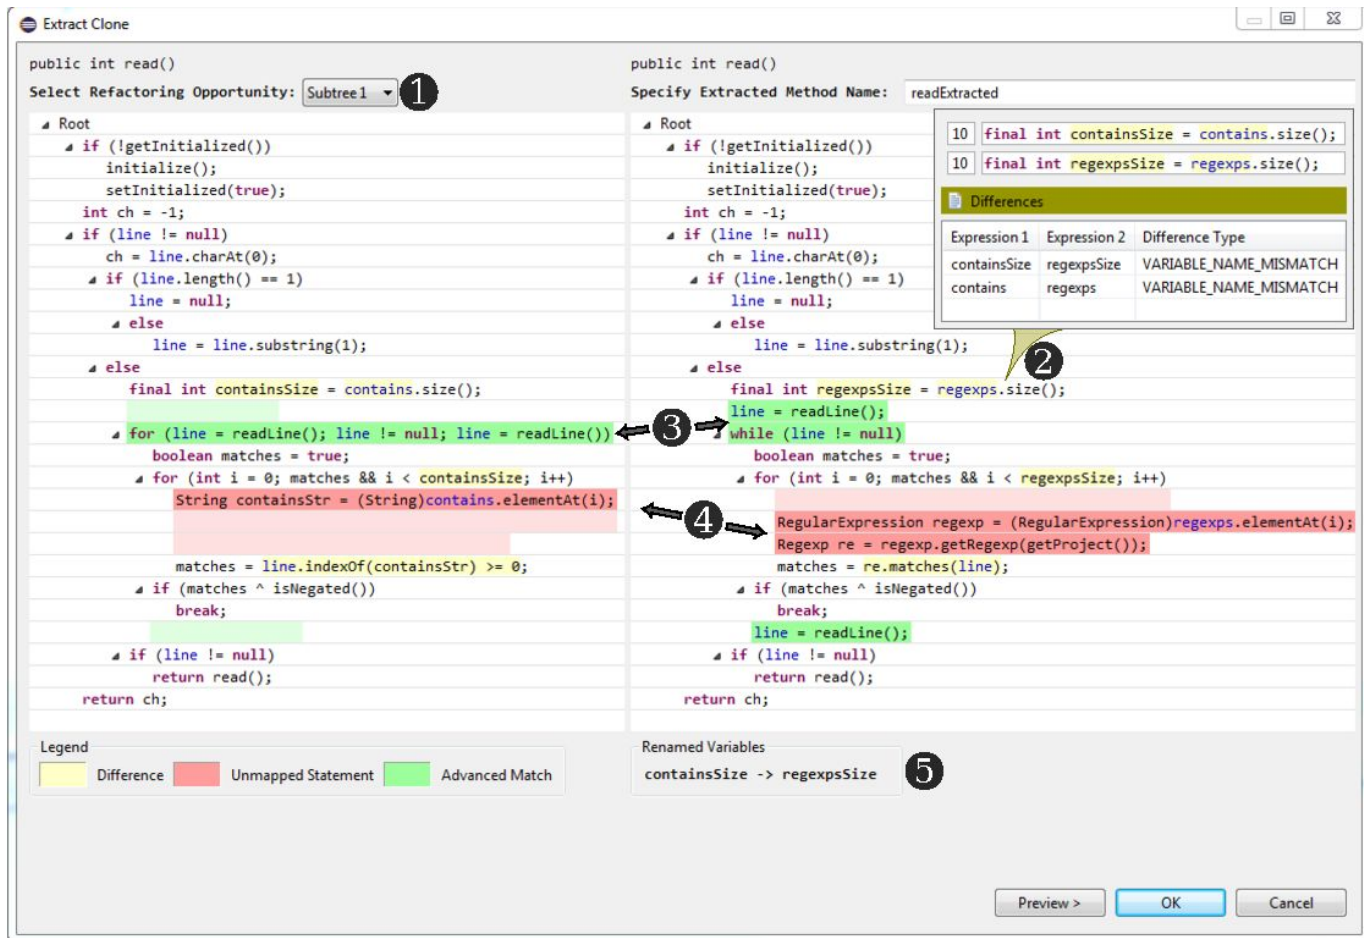 Extract Clone
public int read()
Select Refactoring Opportunity: Subtree 1
1
Root
if (!getInitialized())
initialize();
setInitialized(true);
int ch = -1;
if (line != null)
ch = line.charAt(0);
if (line.length() == 1)
line = null;
else
line = line.substring(1);
else
final int containsSize = contains.size();
for (line = readLine(); line != null; line = readLine())
boolean matches = true;
for (int i = 0; matches && i < containsSize; i++)
String containsStr = (String)contains.elementAt(i);
matches = line.indexOf(containsStr) >= 0;
if (matches ^ isNegated())
break;
if (line != null)
return read();
return ch;
3
4
public int read()
Specify Extracted Method Name: readExtracted
Root
if (!getInitialized())
initialize();
setInitialized(true);
int ch = -1;
if (line != null)
ch = line.charAt(0);
if (line.length() == 1)
line = null;
else
line = line.substring(1);
else
final int regexpsSize = regexps.size();
line = readLine();
while (line != null)
boolean matches = true;
for (int i = 0; matches && i < regexpsSize; i++)
RegularExpression regexp = (RegularExpression)regexps.elementAt(i);
Regexp re = regexp.getRegexp(getProject());
matches = re.matches(line);
if (matches ^ isNegated())
break;
line = readLine();
if (line != null)
return read();
return ch;
10 final int containsSize = contains.size();
10 final int regexpsSize = regexps.size();
Differences
Expression 1 Expression 2 Difference Type
containsSize regexpsSize VARIABLE_NAME_MISMATCH
contains regexps VARIABLE_NAME_MISMATCH
2
Legend
Difference Unmapped Statement Advanced Match
Renamed Variables
containsSize -> regexpsSize
5
Preview > OK Cancel